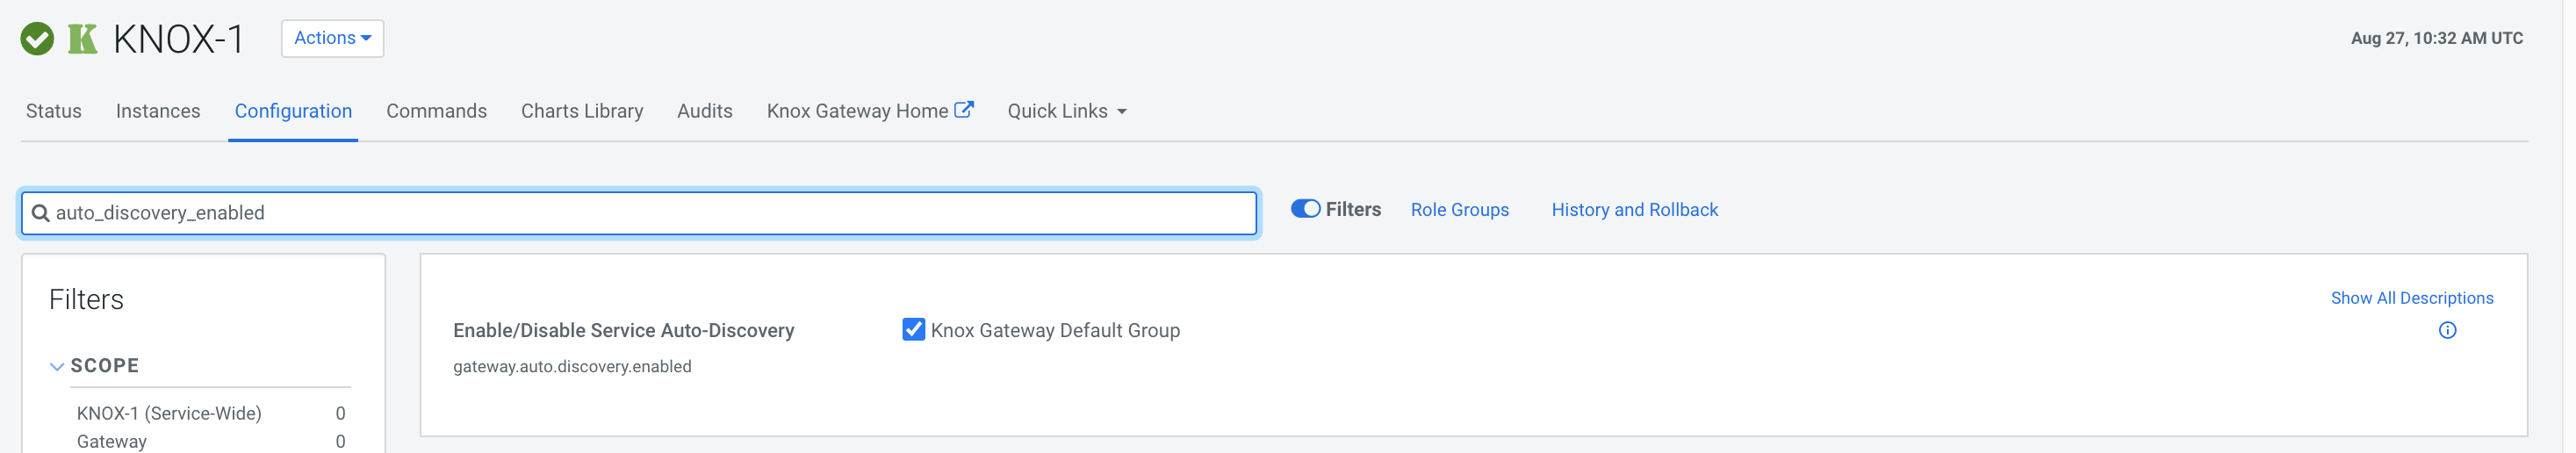 K KNOX-1 Actions Aug 27, 10:32 AM UTC
Status Instances Configuration Commands Charts Library Audits Knox Gateway Home Quick Links
auto_discovery_enabled Filters Role Groups History and Rollback
Filters
Show All Descriptions
Enable/Disable Service Auto-Discovery Knox Gateway Default Group
gateway.auto.discovery.enabled
SCOPE
KNOX-1 (Service-Wide) 0
Gateway 0